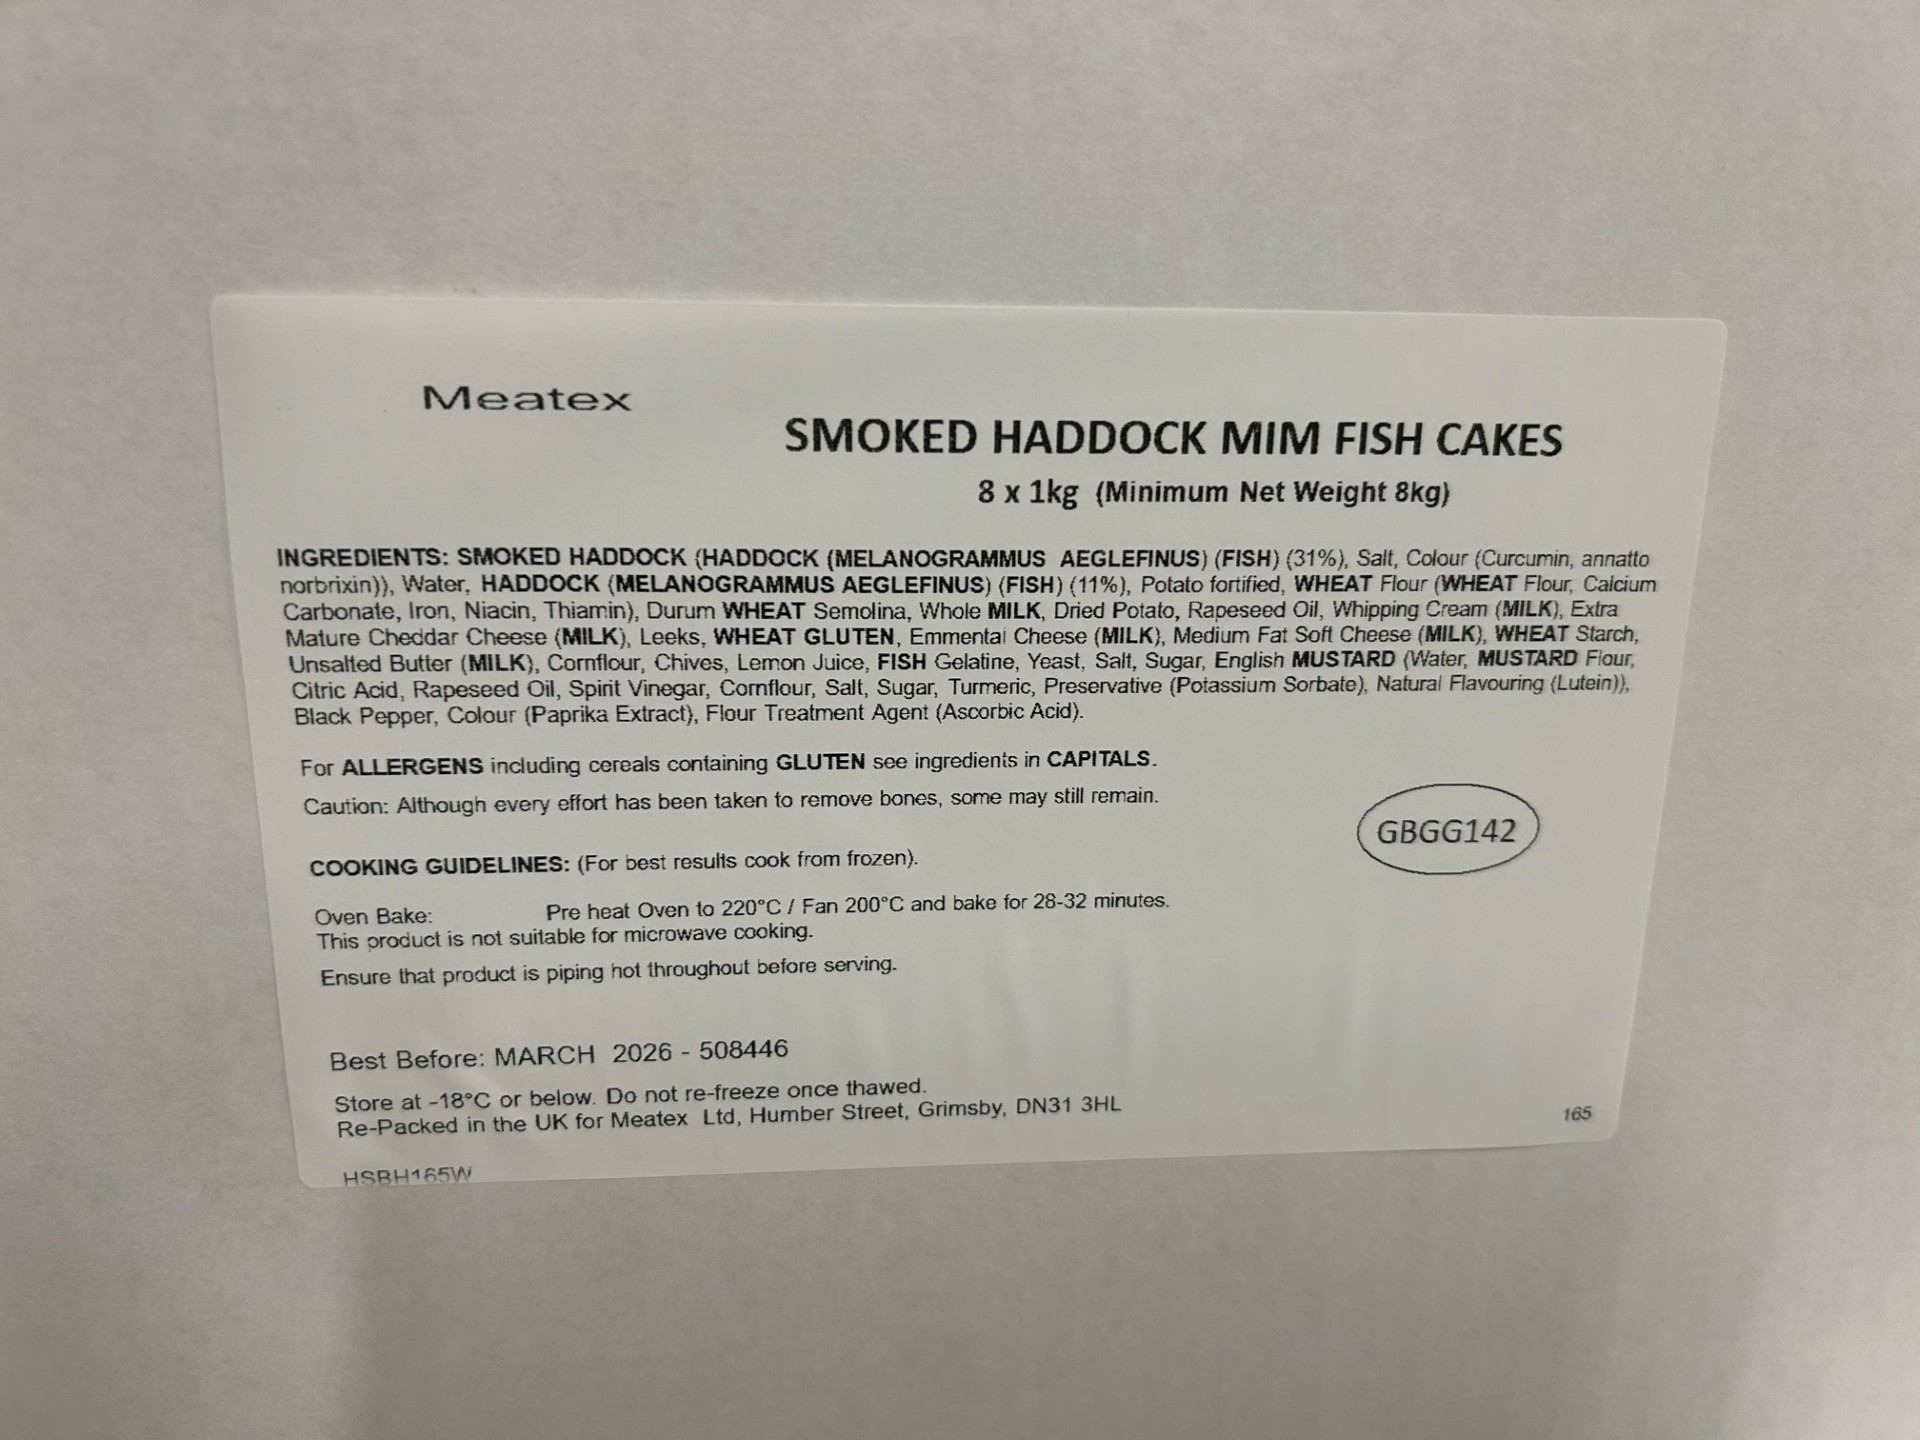 Meatex
SMOKED HADDOCK MIM FISH CAKES
8 x 1kg (Minimum Net Weight 8kg)
INGREDIENTS: SMOKED HADDOCK (HADDOCK (MELANOGRAMMUS AEGLEFINUS) (FISH) (31%), Salt, Colour (Curcumin, annatto
norbrixin)), Water, HADDOCK (MELANOGRAMMUS AEGLEFINUS) (FISH) (11%), Potato fortified, WHEAT Flour (WHEAT Flour, Calcium
Carbonate, Iron, Niacin, Thiamin), Durum WHEAT Semolina, Whole MILK, Dried Potato, Rapeseed Oil, Whipping Cream (MILK), Extra
Mature Cheddar Cheese (MILK), Leeks, WHEAT GLUTEN, Emmental Cheese (MILK), Medium Fat Soft Cheese (MILK), WHEAT Starch,
Unsalted Butter (MILK), Cornflour, Chives, Lemon Juice, FISH Gelatine, Yeast, Salt, Sugar, English MUSTARD (Water, MUSTARD Flour,
Citric Acid, Rapeseed Oil, Spirit Vinegar, Cornflour, Salt, Sugar, Turmeric, Preservative (Potassium Sorbate), Natural Flavouring (Lutein)),
Black Pepper, Colour (Paprika Extract), Flour Treatment Agent (Ascorbic Acid).
For ALLERGENS including cereals containing GLUTEN see ingredients in CAPITALS.
Caution: Although every effort has been taken to remove bones, some may still remain.
GBGG142
COOKING GUIDELINES: (For best results cook from frozen).
Oven Bake: Pre heat Oven to 220°C / Fan 200°C and bake for 28-32 minutes.
This product is not suitable for microwave cooking.
Ensure that product is piping hot throughout before serving.
Best Before: MARCH 2026 - 508446
Store at -18°C or below. Do not re-freeze once thawed.
Re-Packed in the UK for Meatex Ltd, Humber Street, Grimsby, DN31 3HL
165
HSBH165W